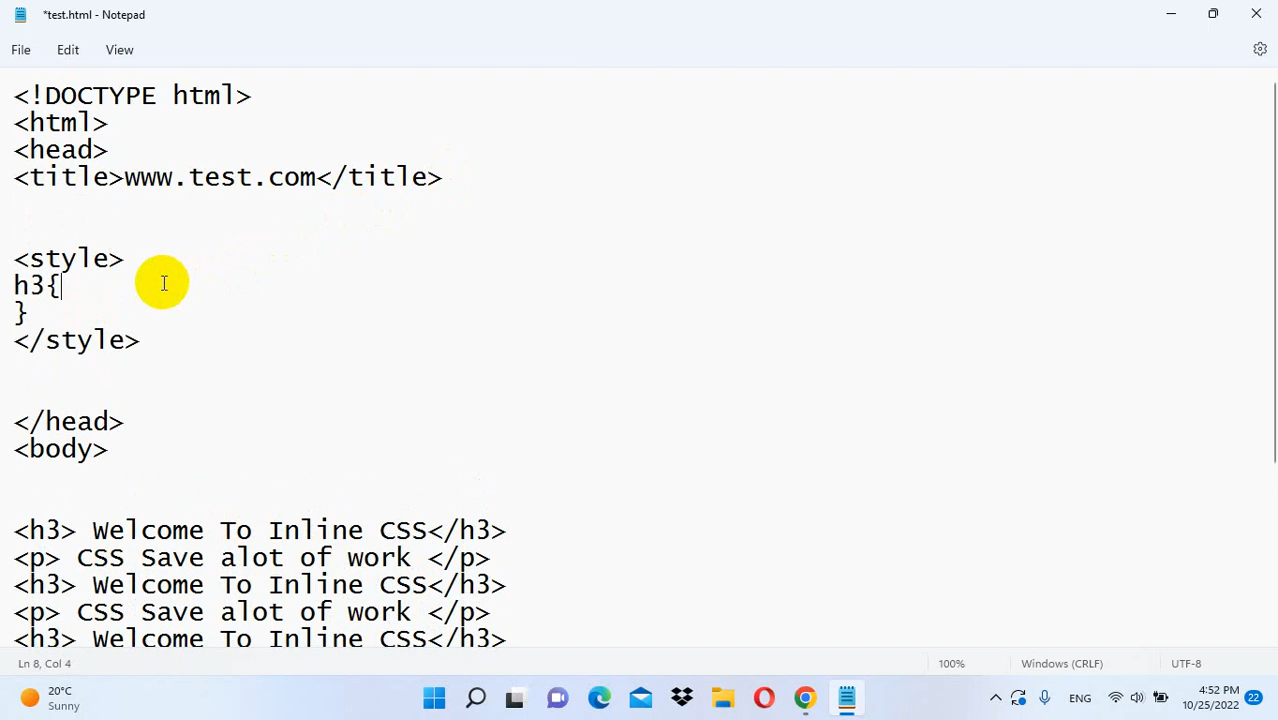 *test.html - Notepad
File Edit View
<!DOCTYPE html>
<html>
<head>
<title>www.test.com</title>
<style>
h3{
}
</style>
</head>
<body>
<h3> Welcome To Inline CSS</h3>
<p> CSS Save alot of work </p>
<h3> Welcome To Inline CSS</h3>
<p> CSS Save alot of work </p>
<h3> Welcome To Inline CSS</h3>
Ln 8, Col 4 100% Windows (CRLF) UTF-8
20°C
Sunny
ENG
4:52 PM
10/25/2022
22